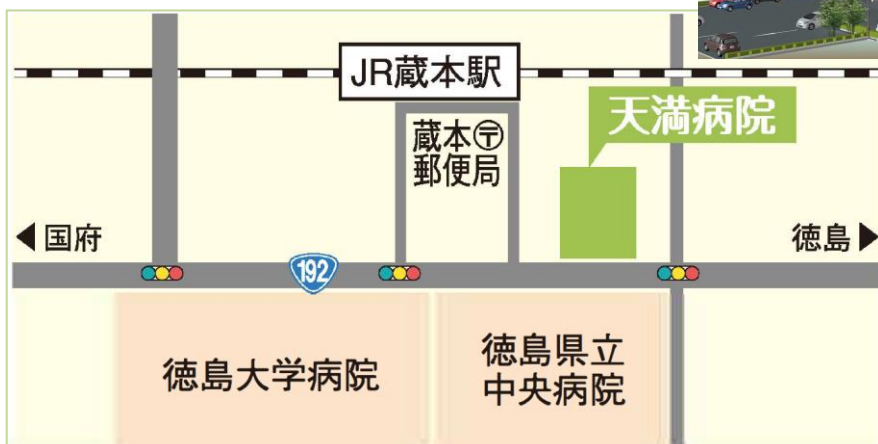 JR蔵本駅
天満病院
蔵本〒
郵便局
◀国府
徳島▶
192
徳島大学病院
徳島県立
中央病院